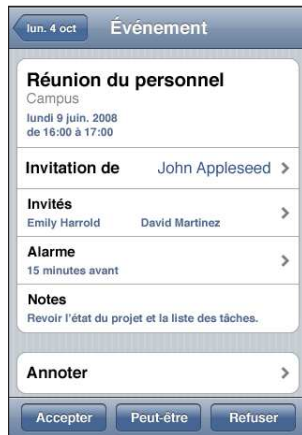 lun. 4 oct
Événement
Réunion du personnel
Campus
lundi 9 juin. 2008
de 16:00 à 17:00
Invitation de John Appleseed
Invités
Emily Harrold David Martinez
Alarme
15 minutes avant
Notes
Revoir l'état du projet et la liste des tâches.
Annoter
Accepter Peut-être Refuser